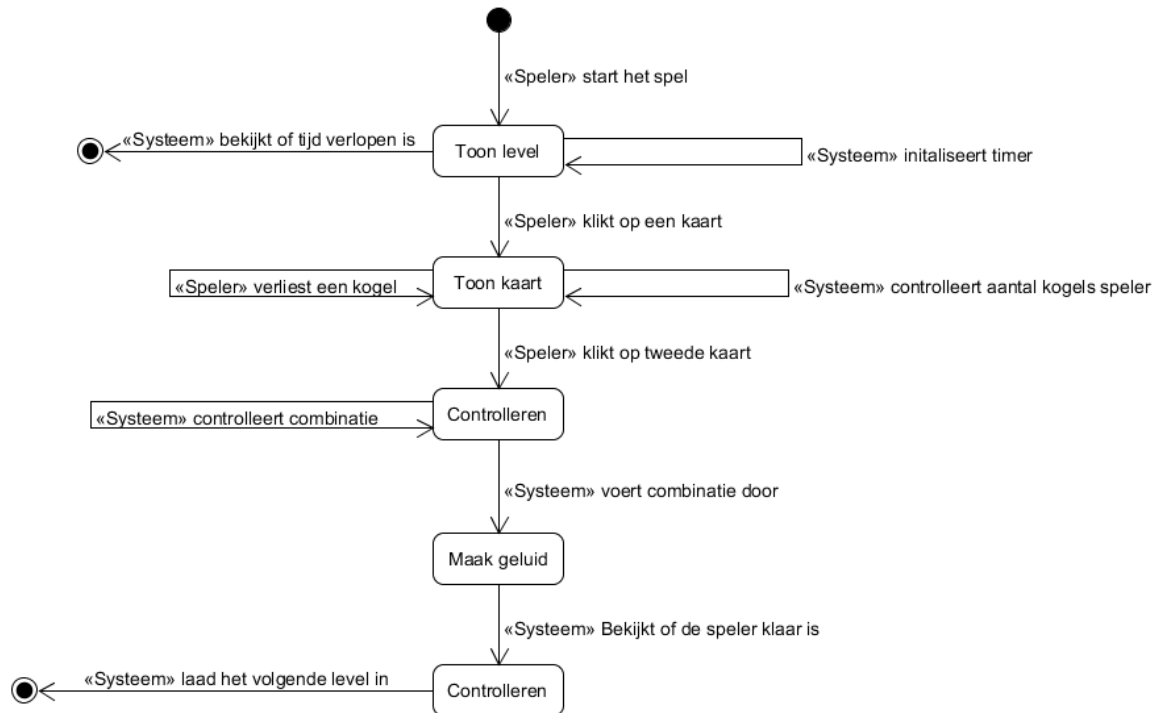 «Speler» start het spel
«Systeem» bekijkt of tijd verlopen is
Toon level
«Systeem» initaliseert timer
«Speler» klikt op een kaart
«Speler» verliest een kogel
Toon kaart
«Systeem» controlleert aantal kogels speler
«Speler» klikt op tweede kaart
«Systeem» controlleert combinatie
Controlleren
«Systeem» voert combinatie door
Maak geluid
«Systeem» Bekijkt of de speler klaar is
«Systeem» laad het volgende level in
Controlleren